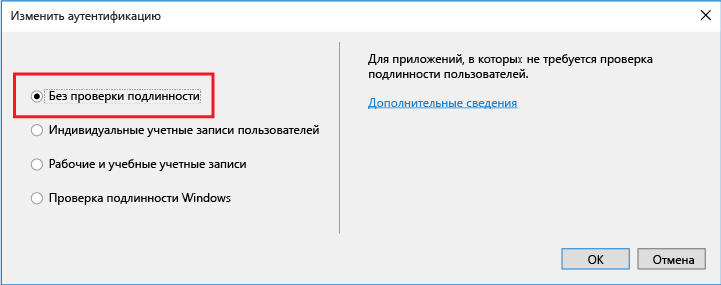 Изменить аутентификацию
Без проверки подлинности
Индивидуальные учетные записи пользователей
Рабочие и учебные учетные записи
Проверка подлинности Windows
Для приложений, в которых не требуется проверка
подлинности пользователей.
Дополнительные сведения
ОК
Отмена